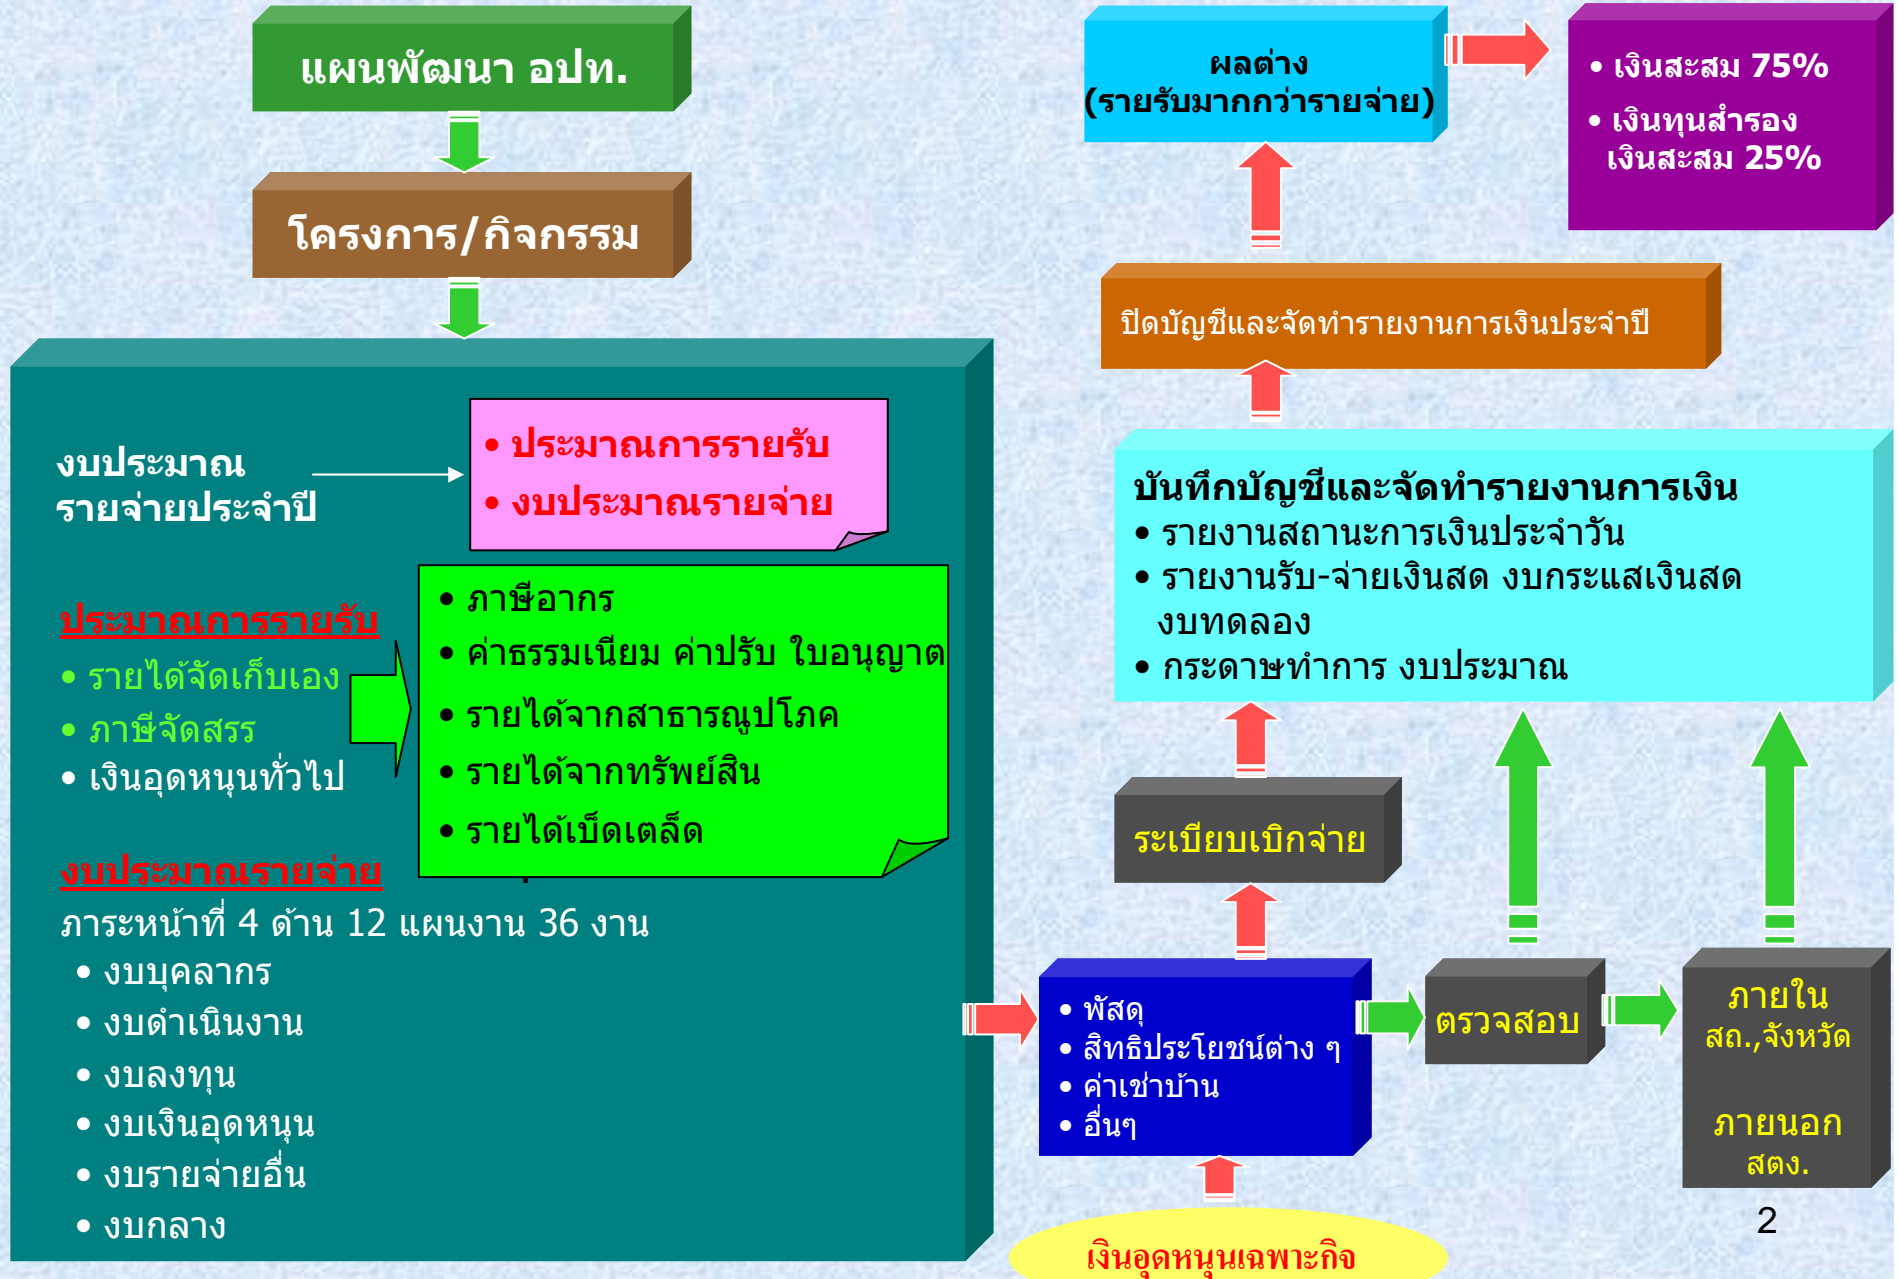 แผนพัฒนา อปท.
โครงการ/กิจกรรม
งบประมาณ
รายจ่ายประจำปี
• ประมาณการรายรับ
• งบประมาณรายจ่าย
ประมาณการรายรับ
• รายได้จัดเก็บเอง
• ภาษีจัดสรร
• เงินอุดหนุนทั่วไป
• ภาษีอากร
• ค่าธรรมเนียม ค่าปรับ ใบอนุญาต
• รายได้จากสาธารณูปโภค
• รายได้จากทรัพย์สิน
• รายได้เบ็ดเตล็ด
งบประมาณรายจ่าย
ภาระหน้าที่ 4 ด้าน 12 แผนงาน 36 งาน
• งบบุคลากร
• งบดำเนินงาน
• งบลงทุน
• งบเงินอุดหนุน
• งบรายจ่ายอื่น
• งบกลาง
ผลต่าง
(รายรับมากกว่ารายจ่าย)
• เงินสะสม 75%
• เงินทุนสำรอง
เงินสะสม 25%
ปิดบัญชีและจัดทำรายงานการเงินประจำปี
บันทึกบัญชีและจัดทำรายงานการเงิน
• รายงานสถานะการเงินประจำวัน
• รายงานรับ-จ่ายเงินสด งบกระแสเงินสด
งบทดลอง
• กระดาษทำการ งบประมาณ
ระเบียบเบิกจ่าย
• พัสดุ
• สิทธิประโยชน์ต่าง ๆ
• ค่าเช่าบ้าน
• อื่นๆ
ตรวจสอบ
ภายใน
สถ.,จังหวัด
ภายนอก
สตง.
เงินอุดหนุนเฉพาะกิจ
2